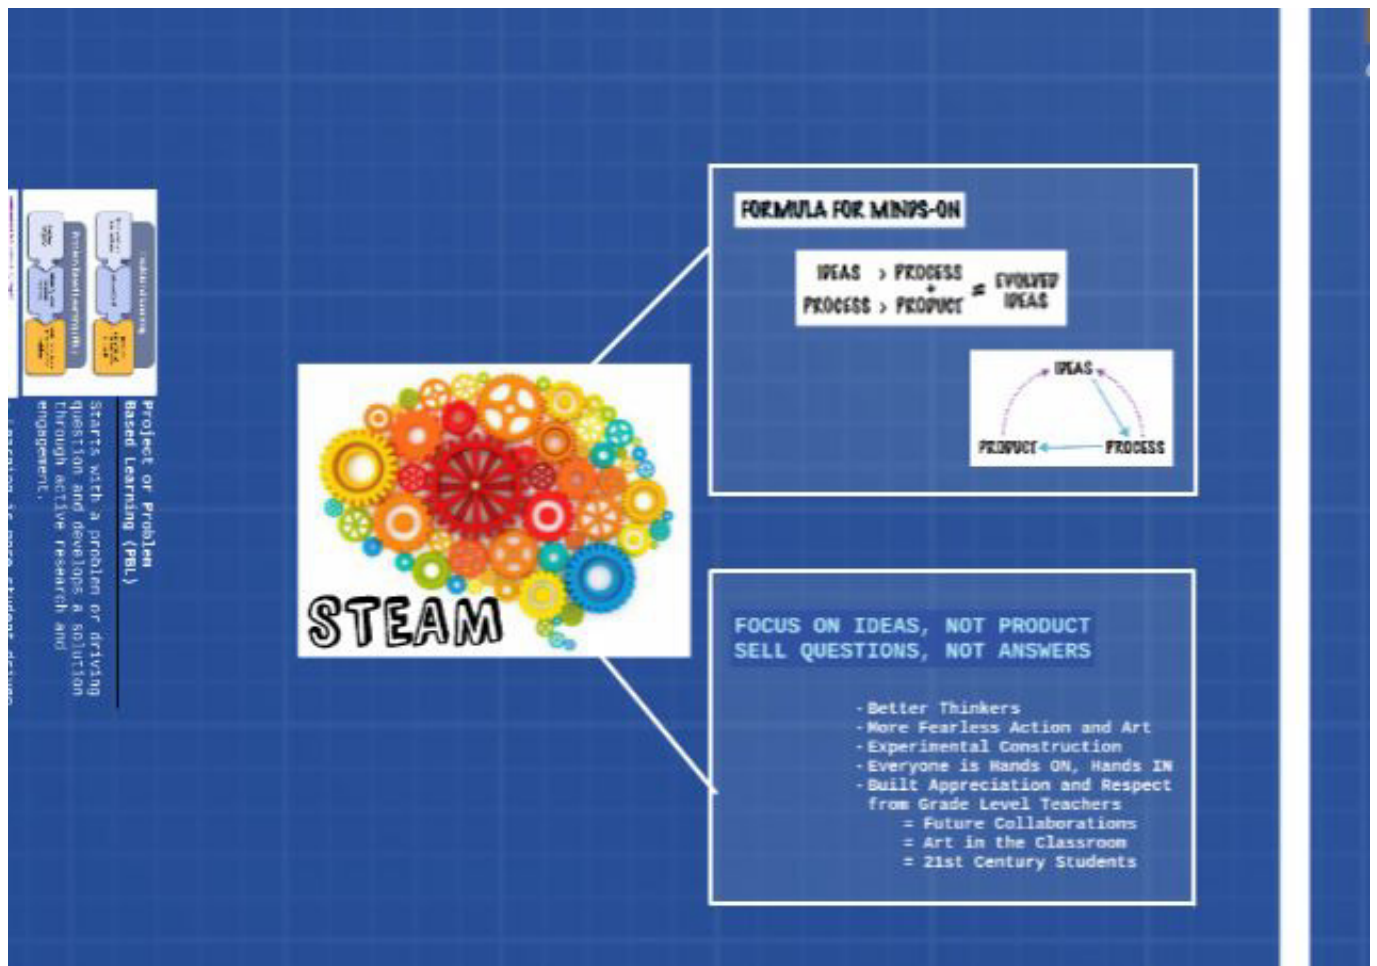 Project or Problem
Based Learning (PBL)
Starts with a problem or driving
question and develops a solution
through active research and
engagement.
STEAM
FORMULA FOR MINDS-ON
IDEAS > PROCESS
+
PROCESS > PRODUCT
= EVOLVED
IDEAS
IDEAS
PRODUCT
PROCESS
FOCUS ON IDEAS, NOT PRODUCT
SELL QUESTIONS, NOT ANSWERS
- Better Thinkers
- More Fearless Action and Art
- Experimental Construction
- Everyone is Hands ON, Hands IN
- Built Appreciation and Respect
from Grade Level Teachers
= Future Collaborations
= Art in the Classroom
= 21st Century Students